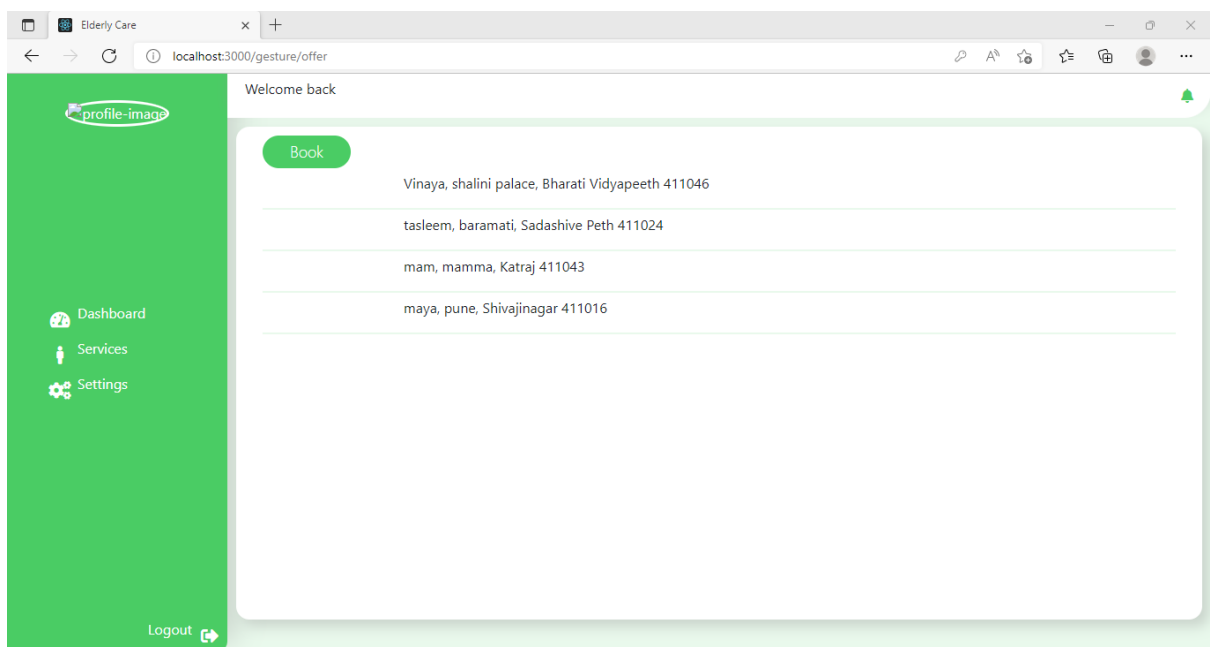 Elderly Care
localhost:3000/gesture/offer
profile-image
Welcome back
Book
Vinaya, shalini palace, Bharati Vidyapeeth 411046
tasleem, baramati, Sadashive Peth 411024
mam, mamma, Katraj 411043
maya, pune, Shivajinagar 411016
Dashboard
Services
Settings
Logout